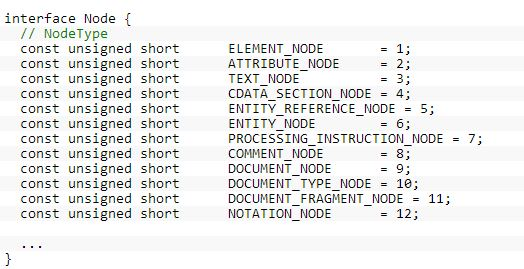 interface Node {
  // NodeType
  const unsigned short      ELEMENT_NODE       = 1;
  const unsigned short      ATTRIBUTE_NODE     = 2;
  const unsigned short      TEXT_NODE          = 3;
  const unsigned short      CDATA_SECTION_NODE = 4;
  const unsigned short      ENTITY_REFERENCE_NODE = 5;
  const unsigned short      ENTITY_NODE        = 6;
  const unsigned short      PROCESSING_INSTRUCTION_NODE = 7;
  const unsigned short      COMMENT_NODE       = 8;
  const unsigned short      DOCUMENT_NODE      = 9;
  const unsigned short      DOCUMENT_TYPE_NODE = 10;
  const unsigned short      DOCUMENT_FRAGMENT_NODE = 11;
  const unsigned short      NOTATION_NODE      = 12;
  ...
}